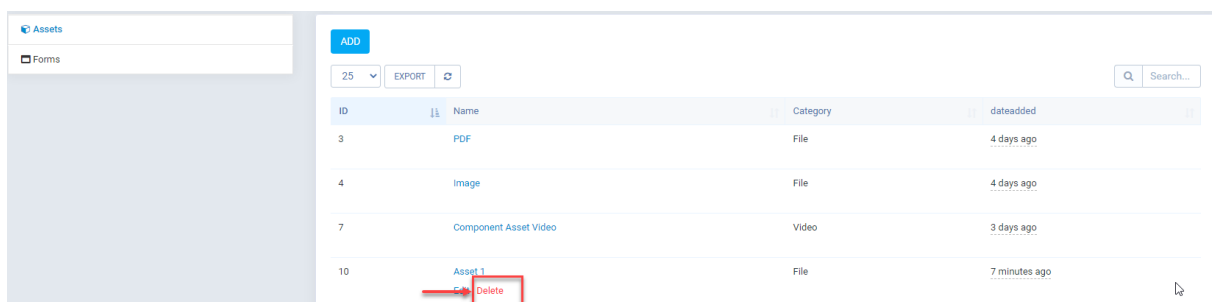 Assets
Forms
ADD
25 EXPORT Search...
ID Name Category dateadded
3 PDF File 4 days ago
4 Image File 4 days ago
7 Component Asset Video Video 3 days ago
10 Asset 1 File 7 minutes ago
Delete